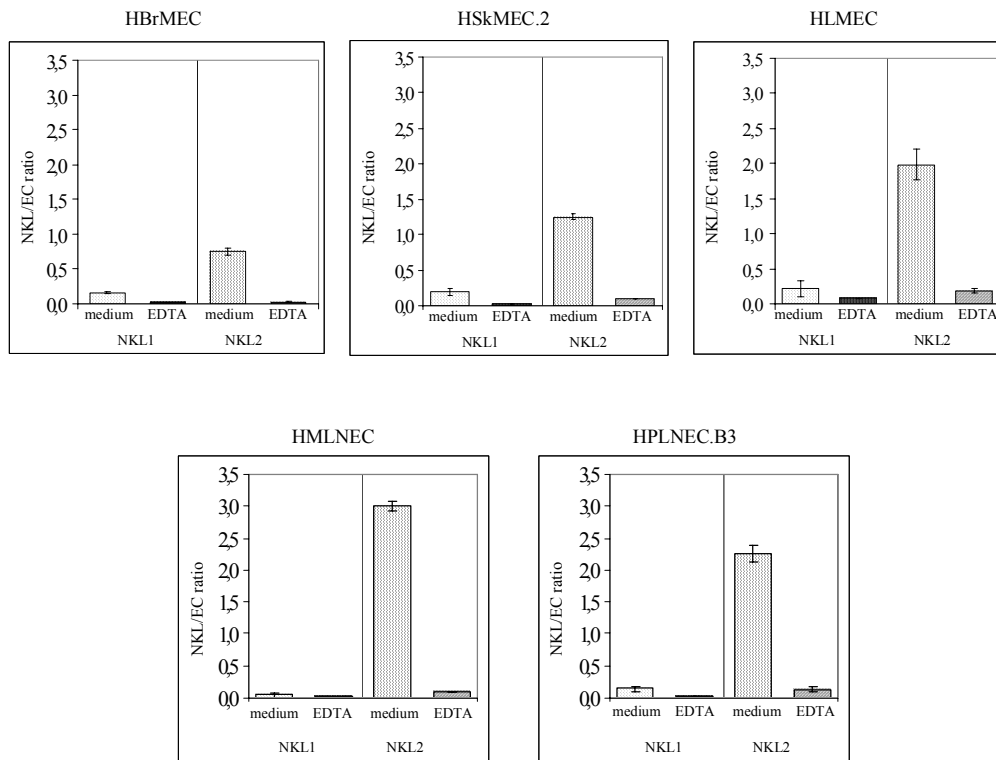 HBrMEC
HSkMEC.2
HLMEC
NKL/EC ratio
3,5
3,0
2,5
2,0
1,5
1,0
0,5
0,0
medium EDTA medium EDTA
NKL1 NKL2
NKL/EC ratio
3,5
3,0
2,5
2,0
1,5
1,0
0,5
0,0
medium EDTA medium EDTA
NKL1 NKL2
NKL/EC ratio
3,5
3,0
2,5
2,0
1,5
1,0
0,5
0,0
medium EDTA medium EDTA
NKL1 NKL2
HMLNEC
HPLNEC.B3
NKL/EC ratio
3,5
3,0
2,5
2,0
1,5
1,0
0,5
0,0
medium EDTA medium EDTA
NKL1 NKL2
NKL/EC ratio
3,5
3,0
2,5
2,0
1,5
1,0
0,5
0,0
medium EDTA medium EDTA
NKL1 NKL2